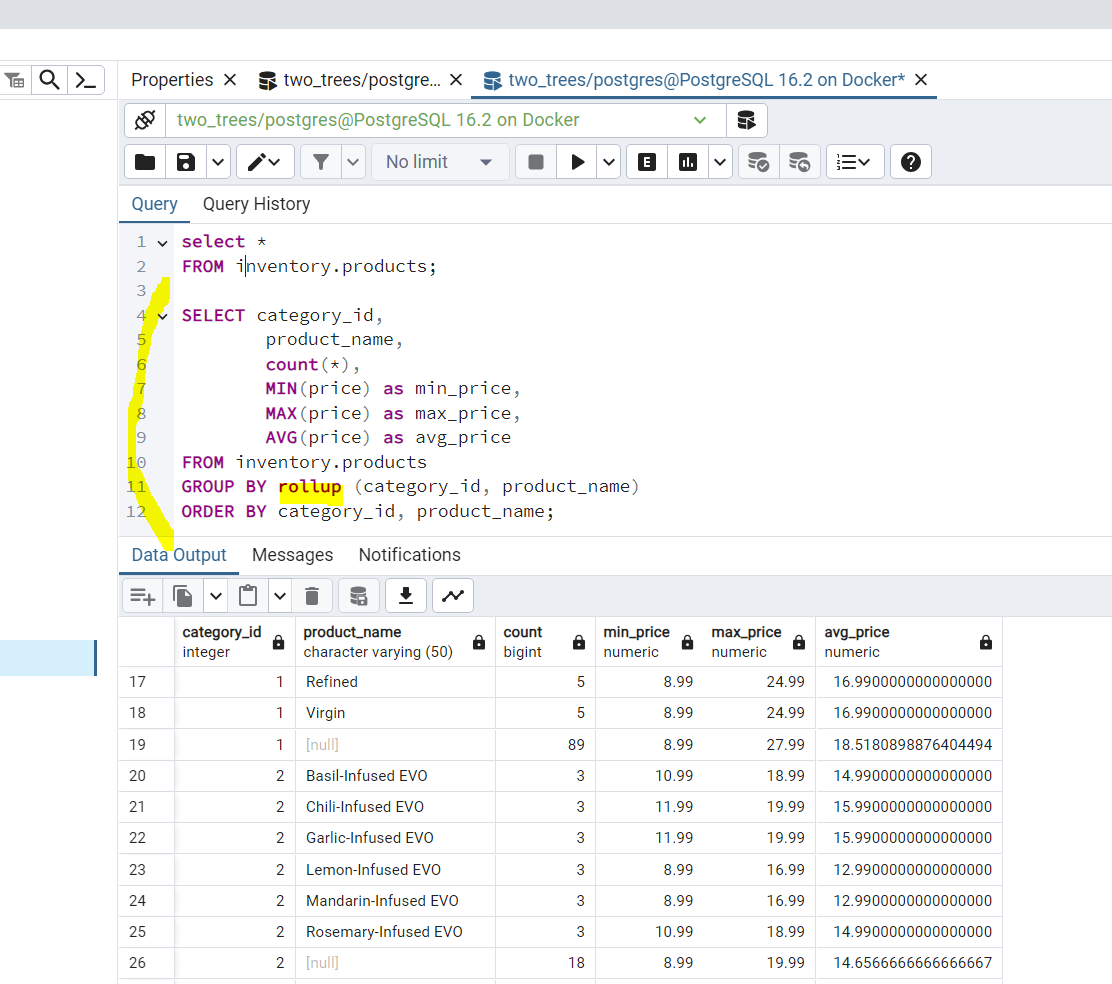 Properties two_trees/postgre... two_trees/postgres@PostgreSQL 16.2 on Docker*
two_trees/postgres@PostgreSQL 16.2 on Docker
No limit E
Query Query History
1 select *
2 FROM inventory.products;
3
4 SELECT category_id,
5 product_name,
6 count(*),
7 MIN(price) as min_price,
8 MAX(price) as max_price,
9 AVG(price) as avg_price
10 FROM inventory.products
11 GROUP BY rollup (category_id, product_name)
12 ORDER BY category_id, product_name;
Data Output Messages Notifications
category_id product_name count min_price max_price avg_price
integer character varying (50) bigint numeric numeric numeric
17 1 Refined 5 8.99 24.99 16.9900000000000000
18 1 Virgin 5 8.99 24.99 16.9900000000000000
19 1 [null] 89 8.99 27.99 18.5180898876404494
20 2 Basil-Infused EVO 3 10.99 18.99 14.9900000000000000
21 2 Chili-Infused EVO 3 11.99 19.99 15.9900000000000000
22 2 Garlic-Infused EVO 3 11.99 19.99 15.9900000000000000
23 2 Lemon-Infused EVO 3 8.99 16.99 12.9900000000000000
24 2 Mandarin-Infused EVO 3 8.99 16.99 12.9900000000000000
25 2 Rosemary-Infused EVO 3 10.99 18.99 14.9900000000000000
26 2 [null] 18 8.99 19.99 14.6566666666666667